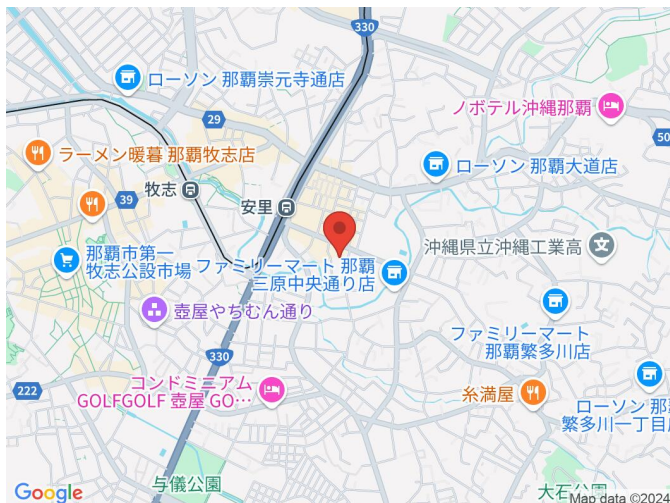 330
ローソン 那覇崇元寺通店
ノボテル沖縄那覇
29
50
ラーメン暖暮 那覇牧志店
ローソン 那覇大道店
牧志
39
安里
沖縄県立沖縄工業高
那覇市第一
牧志公設市場
ファミリーマート 那覇
三原中央通り店
壺屋やちむん通り
ファミリーマート
那覇繁多川店
330
222
コンドミニアム
GOLFGOLF 壺屋 GO...
糸満屋
ローソン 那
繁多川一丁目
与儀公園
大石公園
Google
Map data ©2024